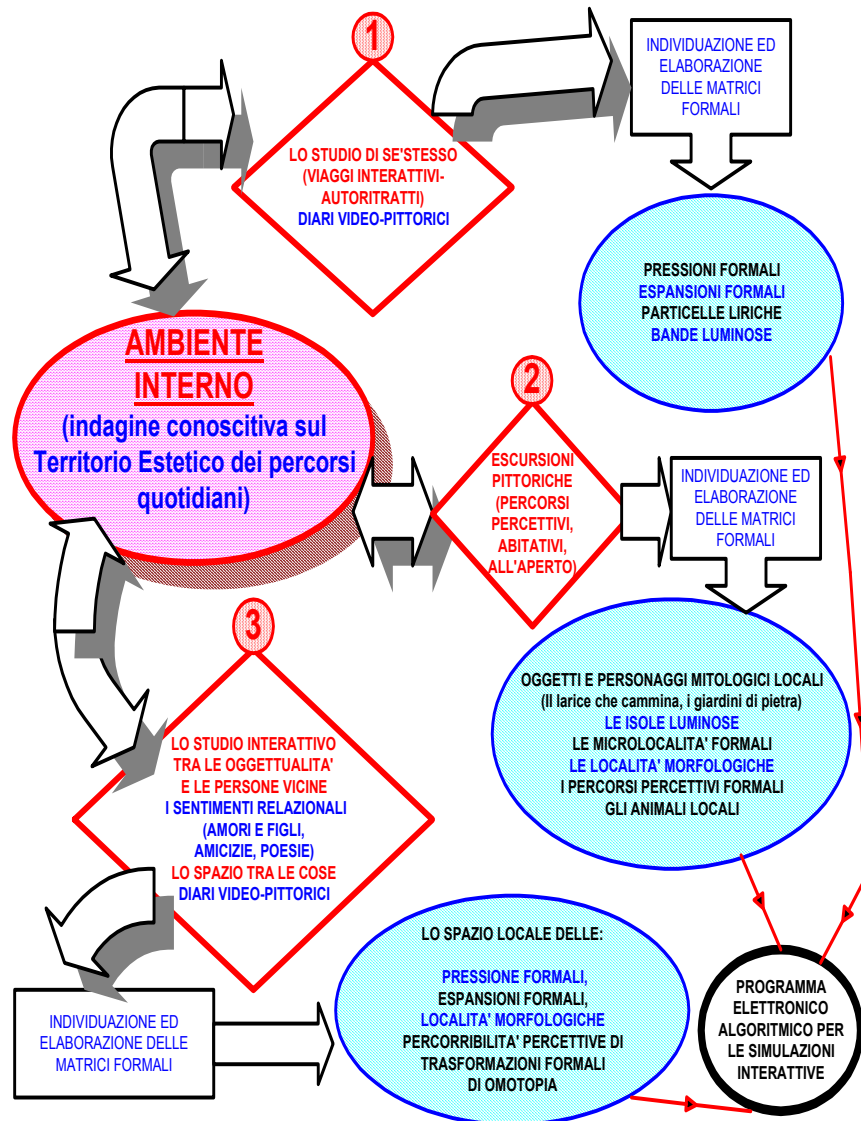 1
LO STUDIO DI SE'STESSO
(VIAGGI INTERATTIVI-
AUTORITRATTI)
DIARI VIDEO-PITTORICI
INDIVIDUAZIONE ED
ELABORAZIONE
DELLE MATRICI
FORMALI
PRESSIONI FORMALI
ESPANSIONI FORMALI
PARTICELLE LIRICHE
BANDE LUMINOSE
AMBIENTE
INTERNO
(indagine conoscitiva sul
Territorio Estetico dei percorsi
quotidiani)
2
ESCURSIONI
PITTORICHE
(PERCORSI
PERCETTIVI,
ABITATIVI,
ALL'APERTO)
INDIVIDUAZIONE ED
ELABORAZIONE
DELLE MATRICI
FORMALI
OGGETTI E PERSONAGGI MITOLOGICI LOCALI
(Il larice che cammina, i giardini di pietra)
LE ISOLE LUMINOSE
LE MICROLOCALITA' FORMALI
LE LOCALITA' MORFOLOGICHE
I PERCORSI PERCETTIVI FORMALI
GLI ANIMALI LOCALI
3
LO STUDIO INTERATTIVO
TRA LE OGGETTUALITA'
E LE PERSONE VICINE
I SENTIMENTI RELAZIONALI
(AMORI E FIGLI,
AMICIZIE, POESIE)
LO SPAZIO TRA LE COSE
DIARI VIDEO-PITTORICI
INDIVIDUAZIONE ED
ELABORAZIONE DELLE
MATRICI FORMALI
LO SPAZIO LOCALE DELLE:
PRESSIONE FORMALI,
ESPANSIONI FORMALI,
LOCALITA' MORFOLOGICHE
PERCORRIBILITA' PERCETTIVE DI
TRASFORMAZIONI FORMALI
DI OMOTOPIA
PROGRAMMA
ELETTRONICO
ALGORITMICO PER
LE SIMULAZIONI
INTERATTIVE